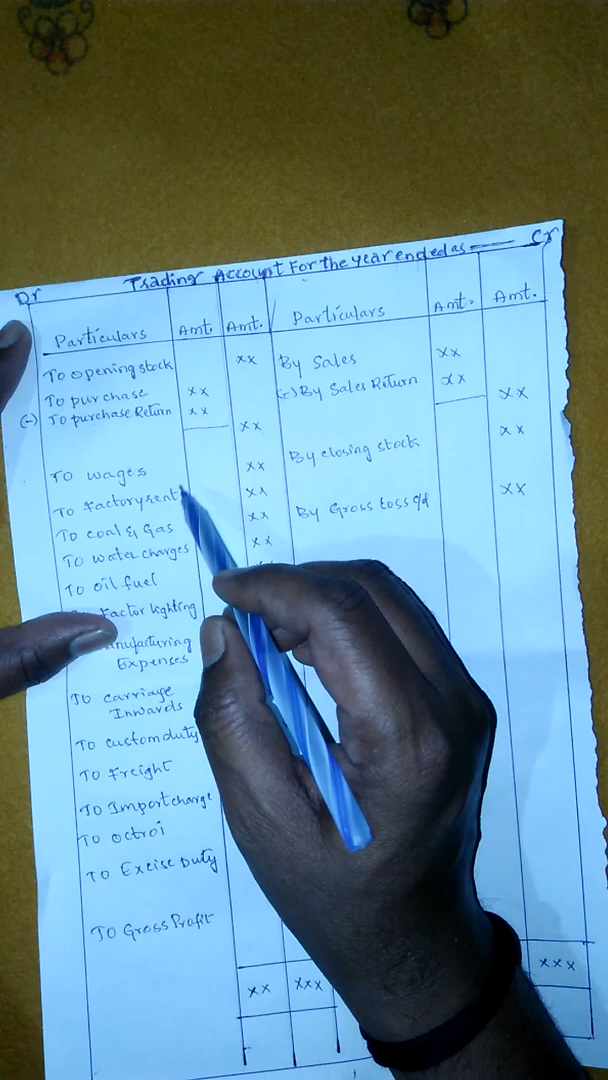 Trading Account For the year ended as
Dr Cr
Particulars Amt. Amt. Particulars Amt. Amt.
To opening stock xx By Sales xx
To purchase xx (-) By Sales Return xx xx
(-) To purchase Return xx xx
By closing stock xx
To wages xx
To Factory rent xx By Gross Loss c/d xx
To coal & Gas xx
To water charges xx
To oil fuel
Factor lighting
Expenses
To carriage
Inwards
To custom duty
To Freight
To Import charge
To octroi
To Excise Duty
To Gross Profit
xx xxx xxx